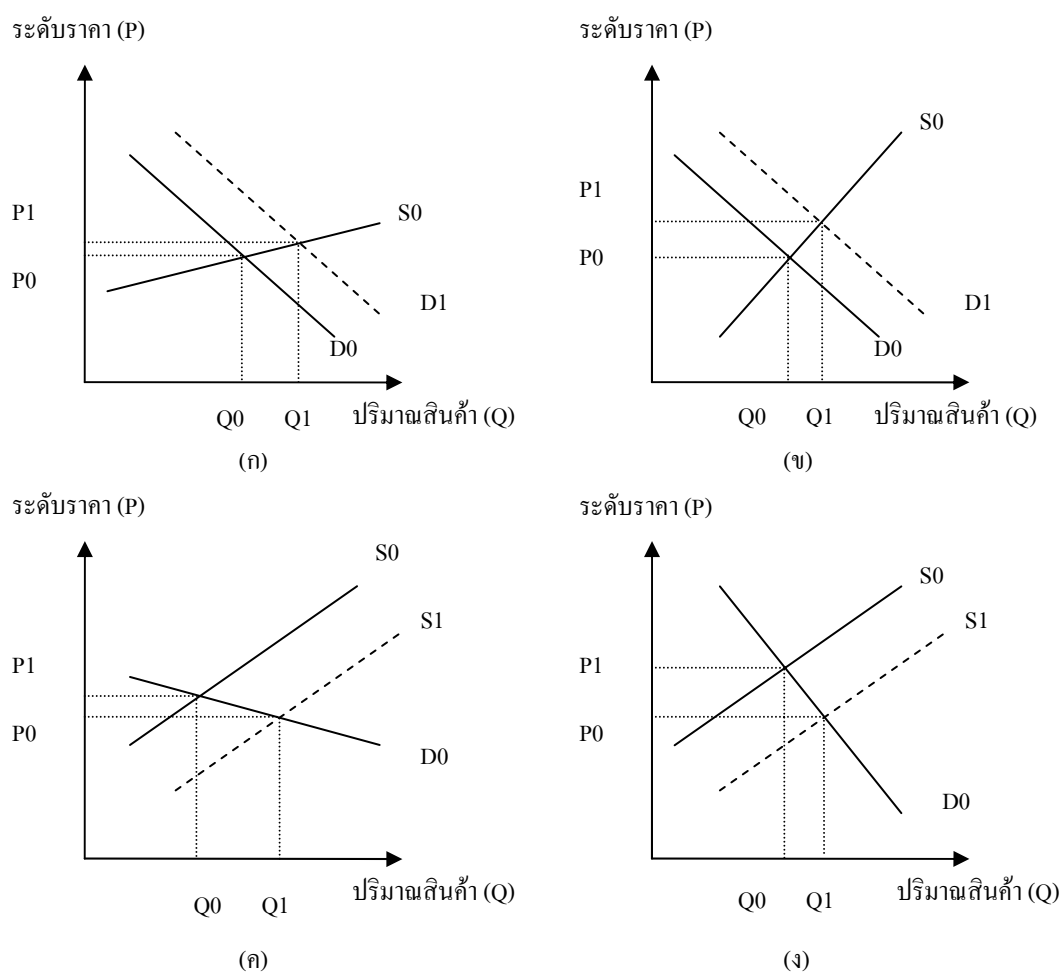 ระดับราคา (P)
ระดับราคา (P)
S0
P1
S0
P0
D1
D0
Q0 Q1 ปริมาณสินค้า (Q)
(ก)
P1
P0
D1
D0
Q0 Q1 ปริมาณสินค้า (Q)
(ข)
ระดับราคา (P)
ระดับราคา (P)
S0
S1
P1
P0
D0
Q0 Q1 ปริมาณสินค้า (Q)
(ค)
S0
S1
P1
P0
D0
Q0 Q1 ปริมาณสินค้า (Q)
(ง)